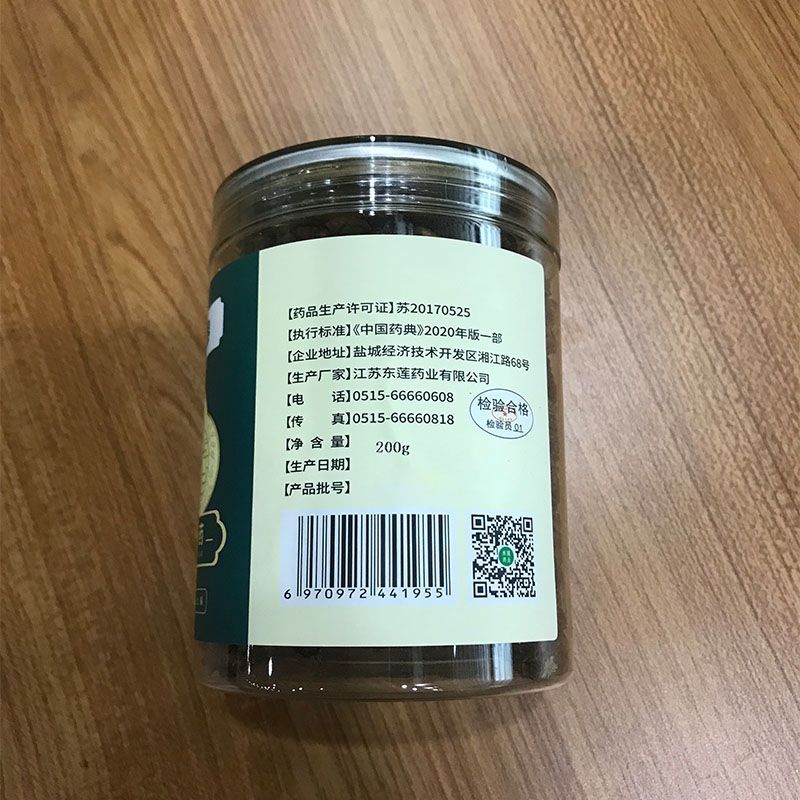 【药品生产许可证】苏20170525
【执行标准】《中国药典》2020年版一部
【企业地址】盐城经济技术开发区湘江路68号
【生产厂家】江苏东莲药业有限公司
【电 话】0515-66660608
【传 真】0515-66660818
【净 含 量】 200g
【生产日期】
【产品批号】
检验合格
检验员 01
6 970972 441955